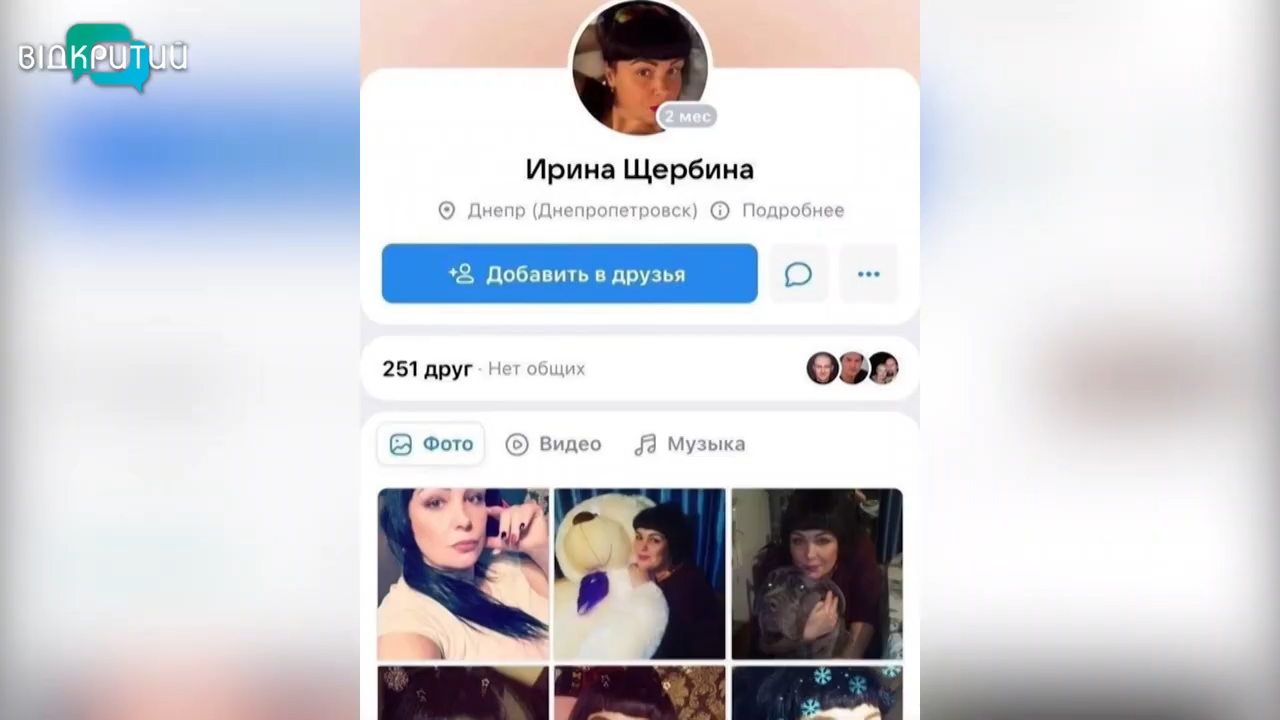 ВІДКРИТИЙ
2 мес
Ирина Щербина
Днепр (Днепропетровск) Подробнее
Добавить в друзья
251 друг · Нет общих
Фото Видео Музыка